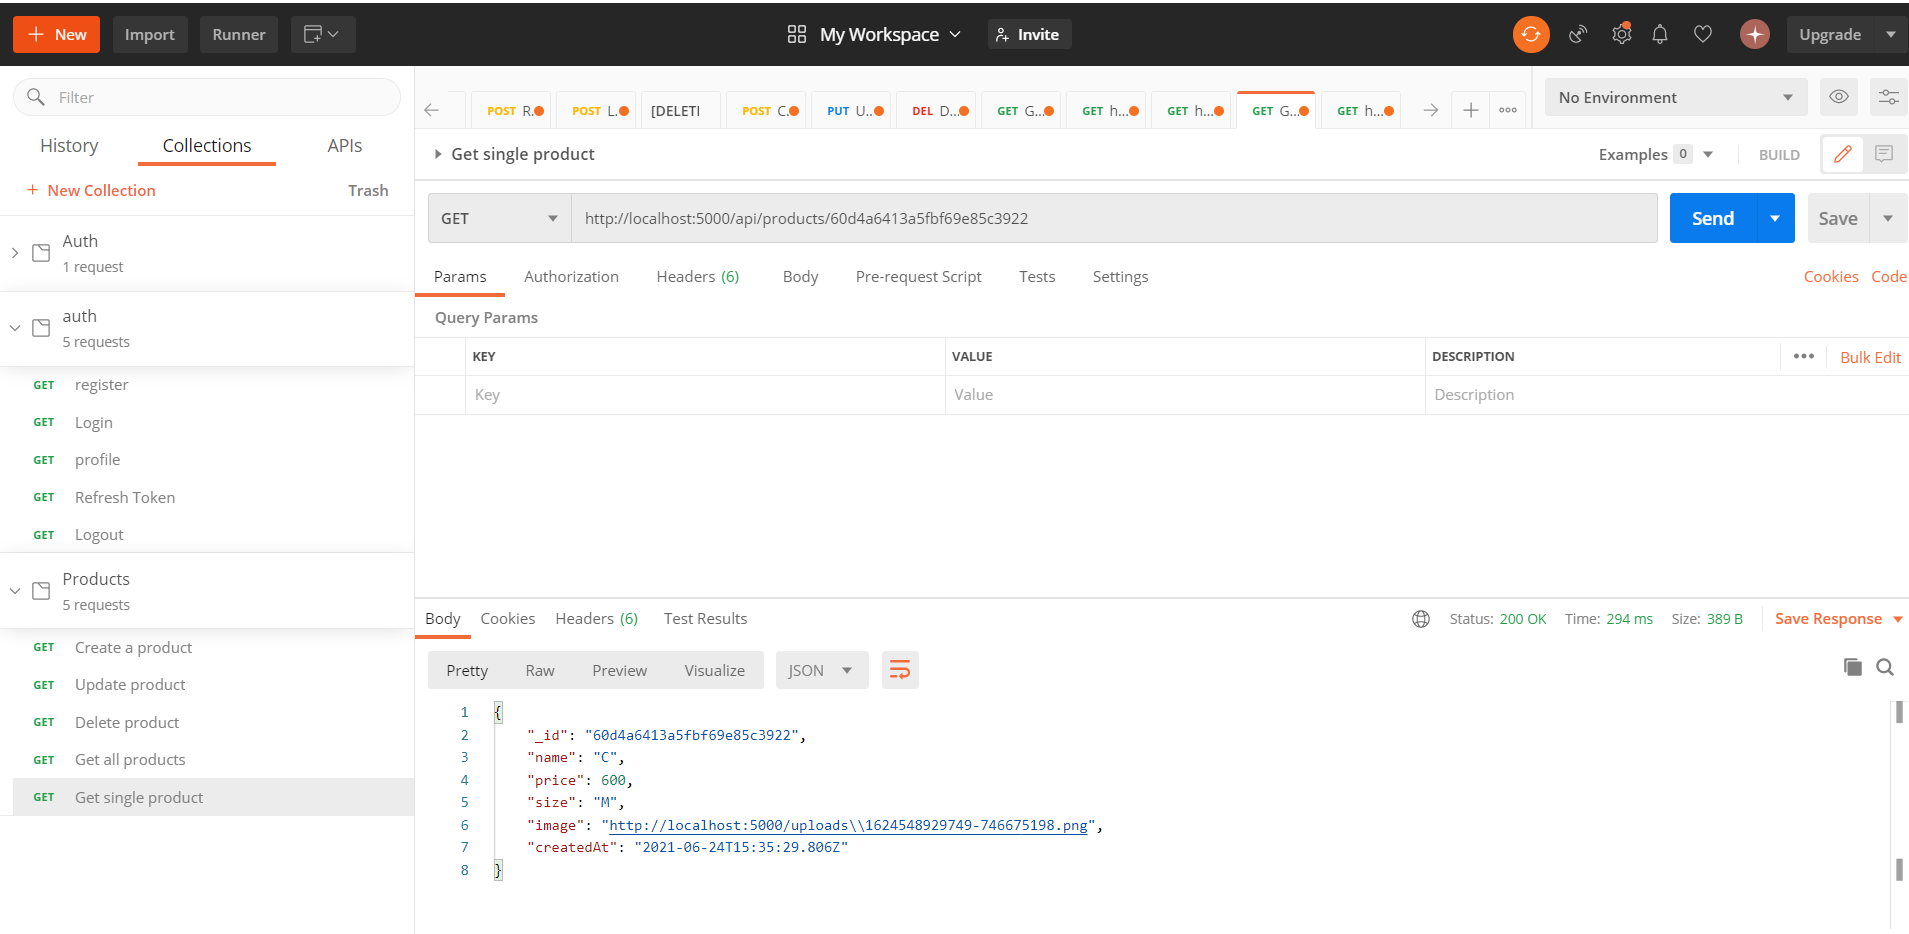 New Import Runner My Workspace Invite Upgrade
Filter
History Collections APIs
+ New Collection Trash
Auth
1 request
auth
5 requests
GET register
GET Login
GET profile
GET Refresh Token
GET Logout
Products
5 requests
GET Create a product
GET Update product
GET Delete product
GET Get all products
GET Get single product
POST R.. POST L.. [DELETI POST C.. PUT U.. DEL D... GET G... GET h... GET h... GET G... GET h... No Environment
Get single product Examples 0 BUILD
GET http://localhost:5000/api/products/60d4a6413a5fbf69e85c3922 Send Save
Params Authorization Headers (6) Body Pre-request Script Tests Settings Cookies Code
Query Params
KEY VALUE DESCRIPTION Bulk Edit
Key Value Description
Body Cookies Headers (6) Test Results Status: 200 OK Time: 294 ms Size: 389 B Save Response
Pretty Raw Preview Visualize JSON
1 {
2 "_id": "60d4a6413a5fbf69e85c3922",
3 "name": "C",
4 "price": 600,
5 "size": "M",
6 "image": "http://localhost:5000/uploads\\1624548929749-746675198.png",
7 "createdAt": "2021-06-24T15:35:29.806Z"
8 }